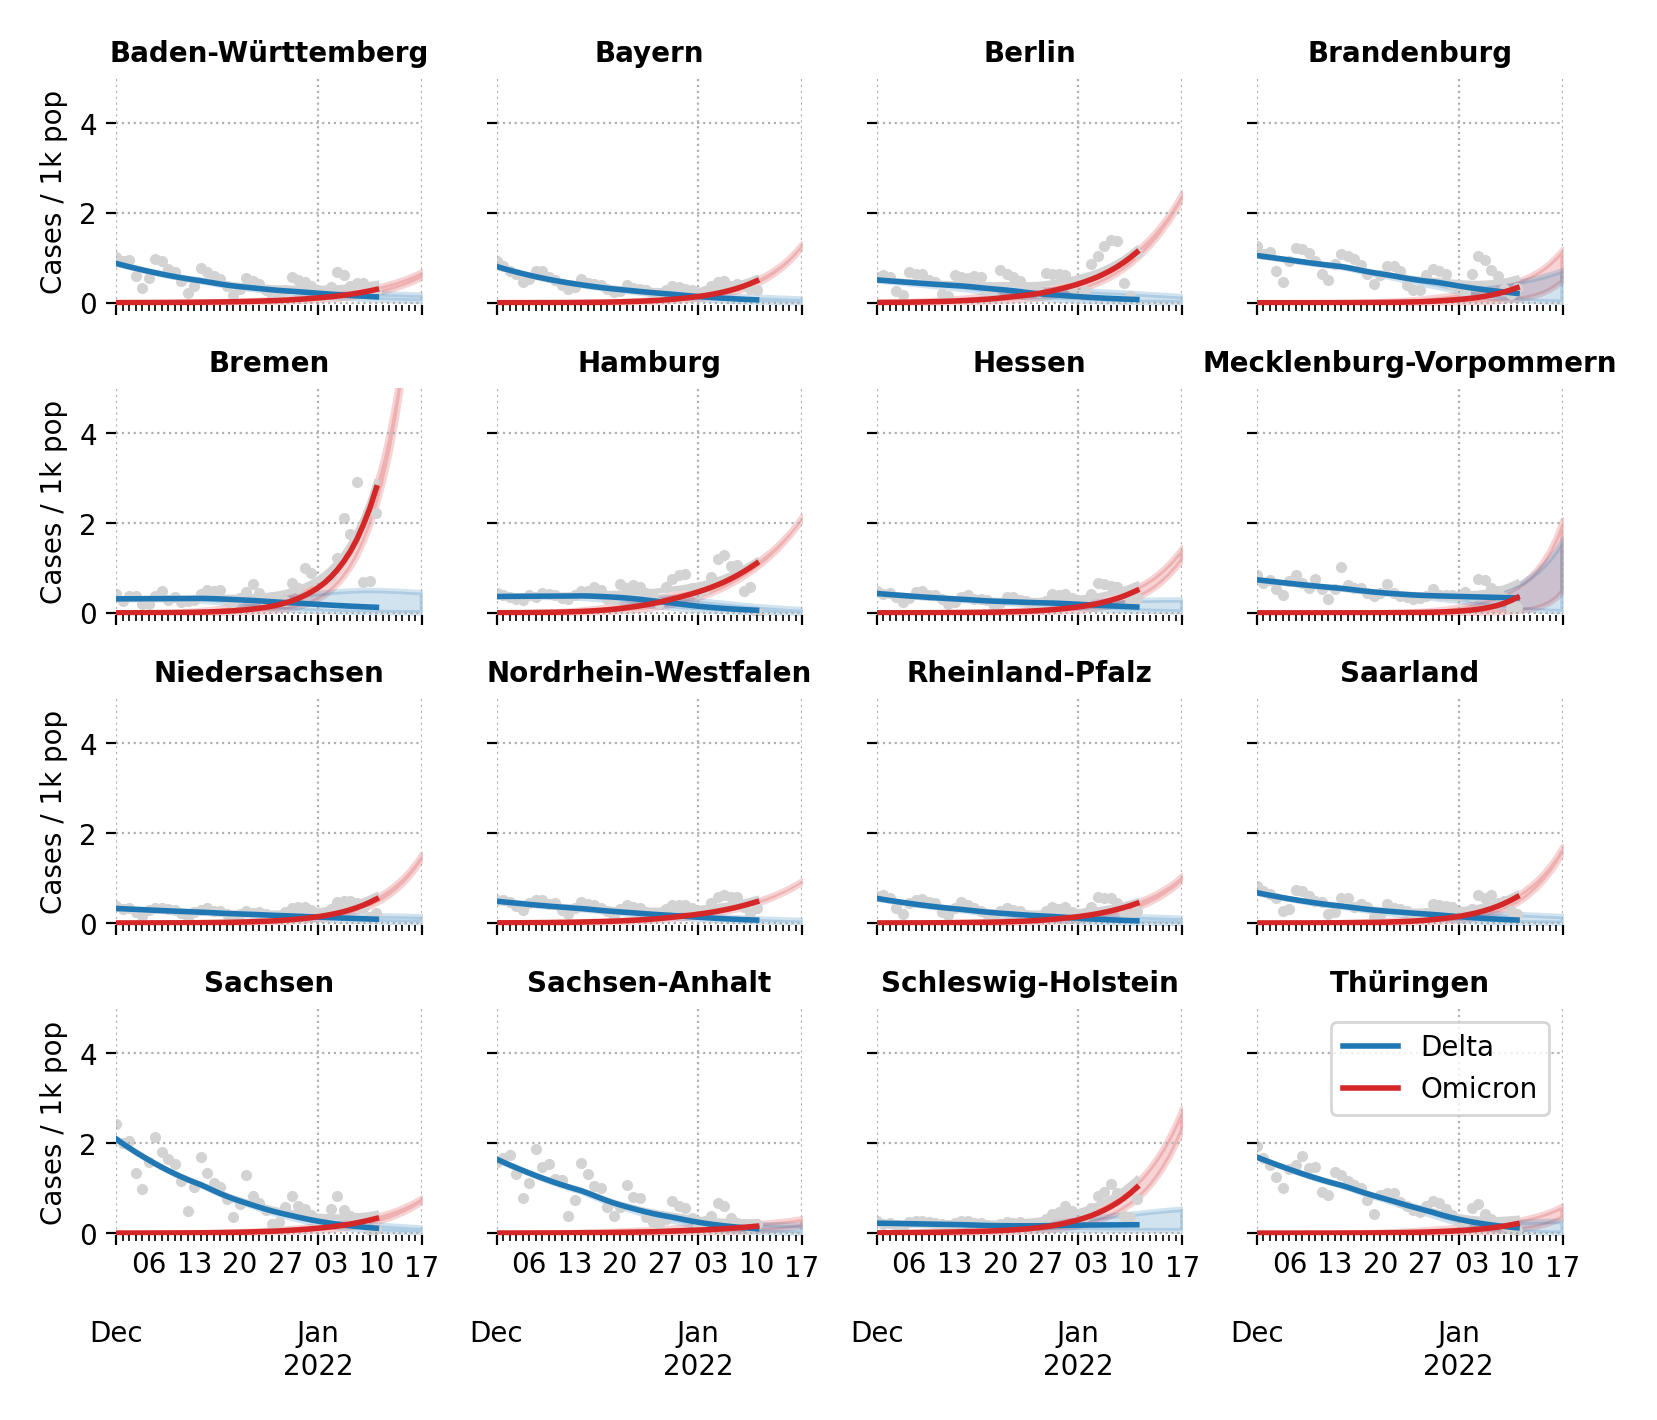 Baden-Württemberg Bayern Berlin Brandenburg
Cases / 1k pop
4
2
0
Bremen Hamburg Hessen Mecklenburg-Vorpommern
Cases / 1k pop
4
2
0
Niedersachsen Nordrhein-Westfalen Rheinland-Pfalz Saarland
Cases / 1k pop
4
2
0
Sachsen Sachsen-Anhalt Schleswig-Holstein Thüringen
Cases / 1k pop
4
2
0
Delta
Omicron
06 13 20 27 03 10 17 06 13 20 27 03 10 17 06 13 20 27 03 10 17 06 13 20 27 03 10 17
Dec Jan Dec Jan Dec Jan Dec Jan
2022 2022 2022 2022